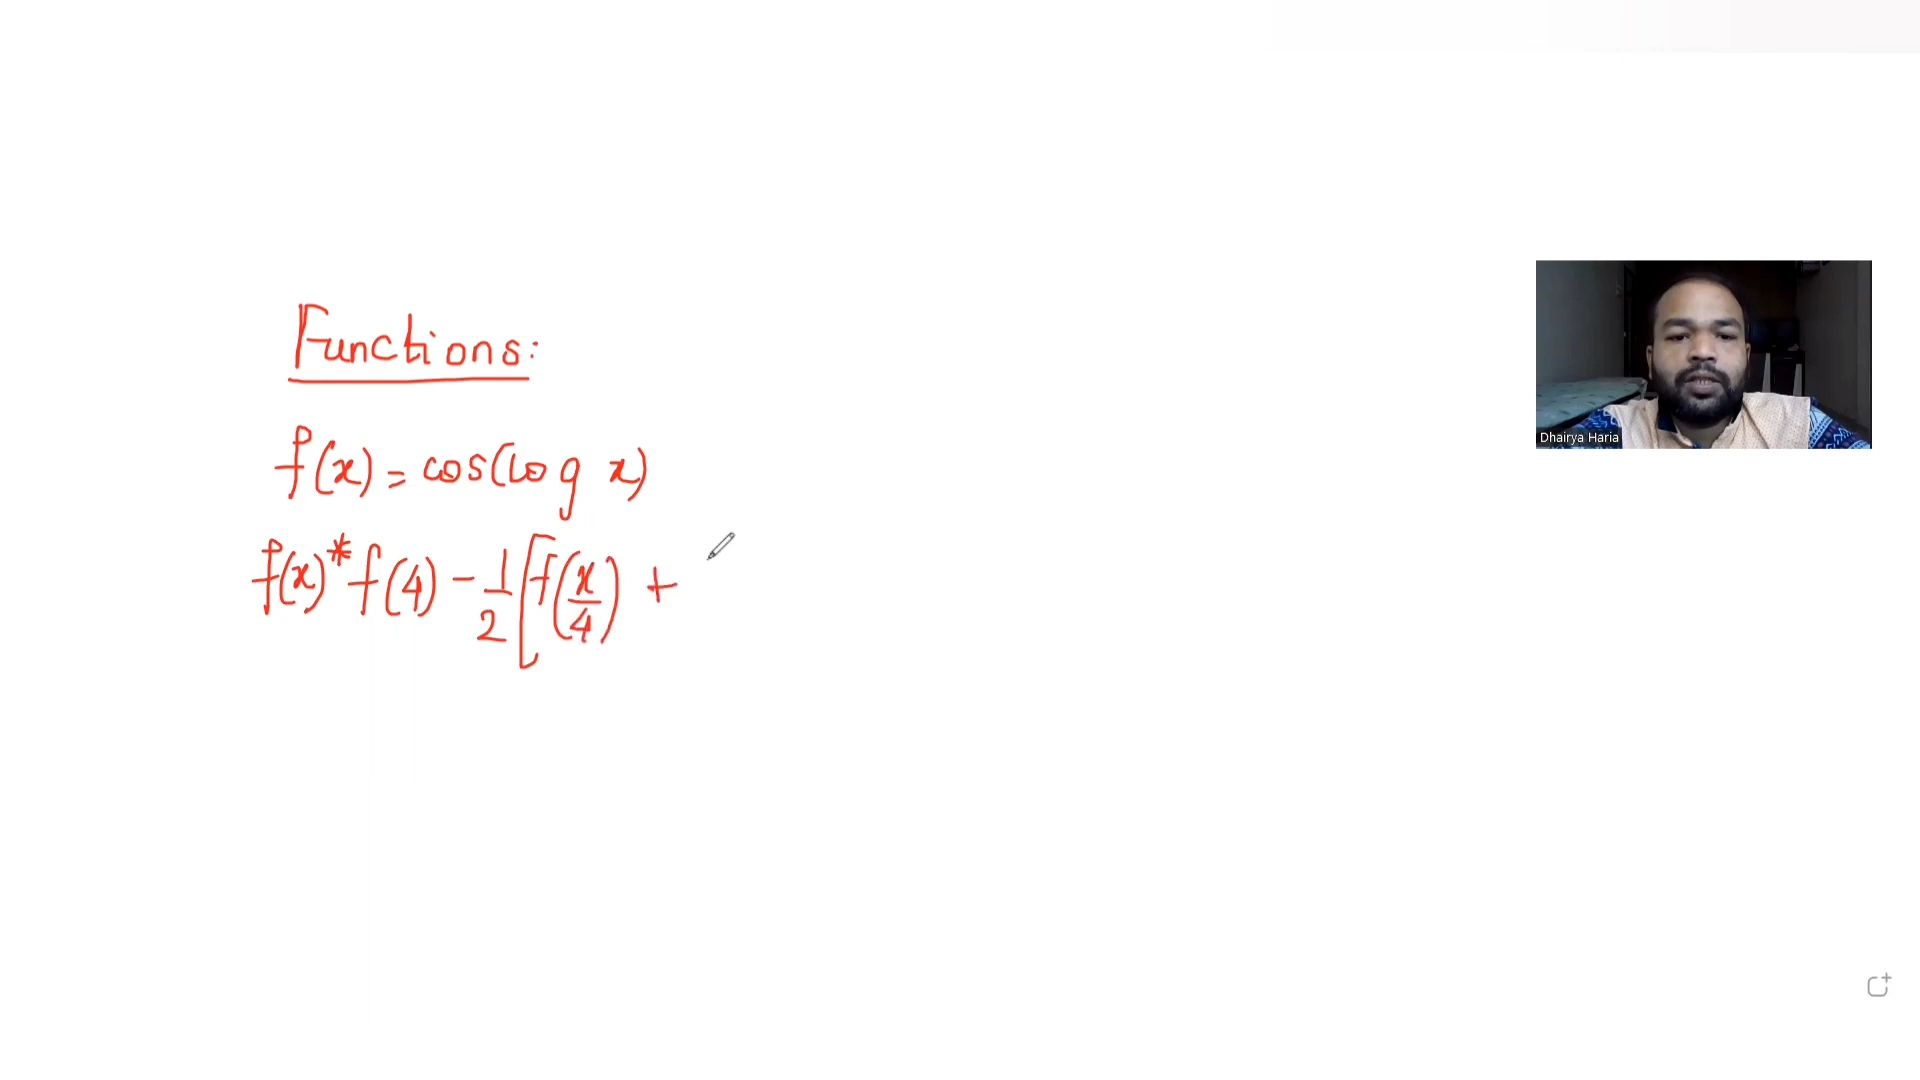 Functions:
f(x) = cos(log x)
f(x)*f(4) - 1/2 [f(x/4) +
Dhairya Haria